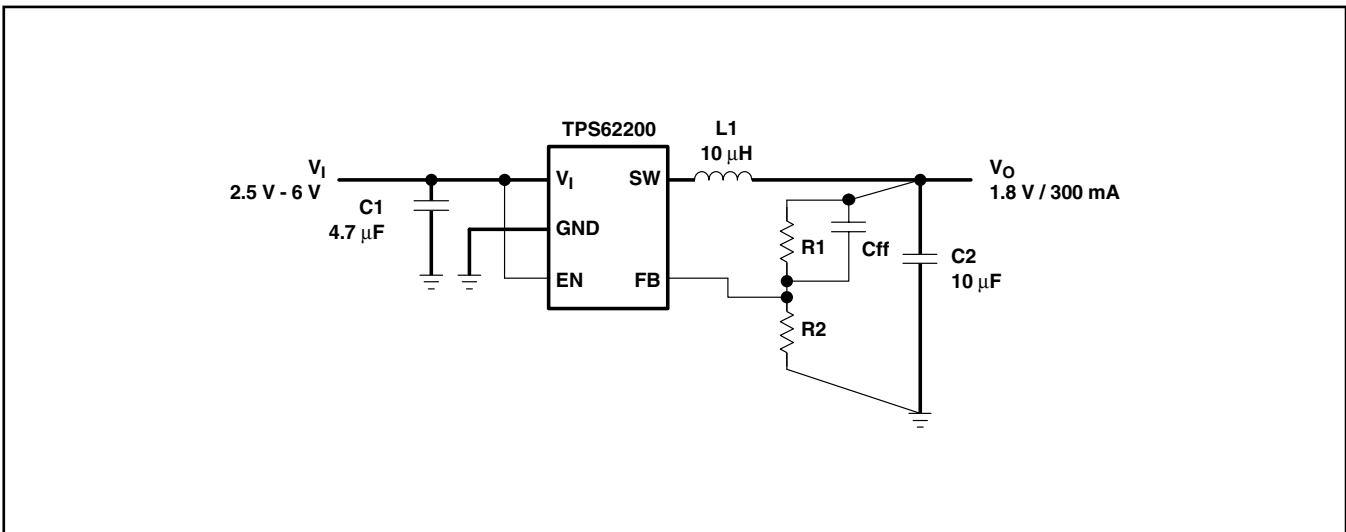 TPS62200
L1
10 μH
V_I
2.5 V - 6 V
C1
4.7 μF
V_I
SW
GND
EN
FB
R1
Cff
R2
V_O
1.8 V / 300 mA
C2
10 μF